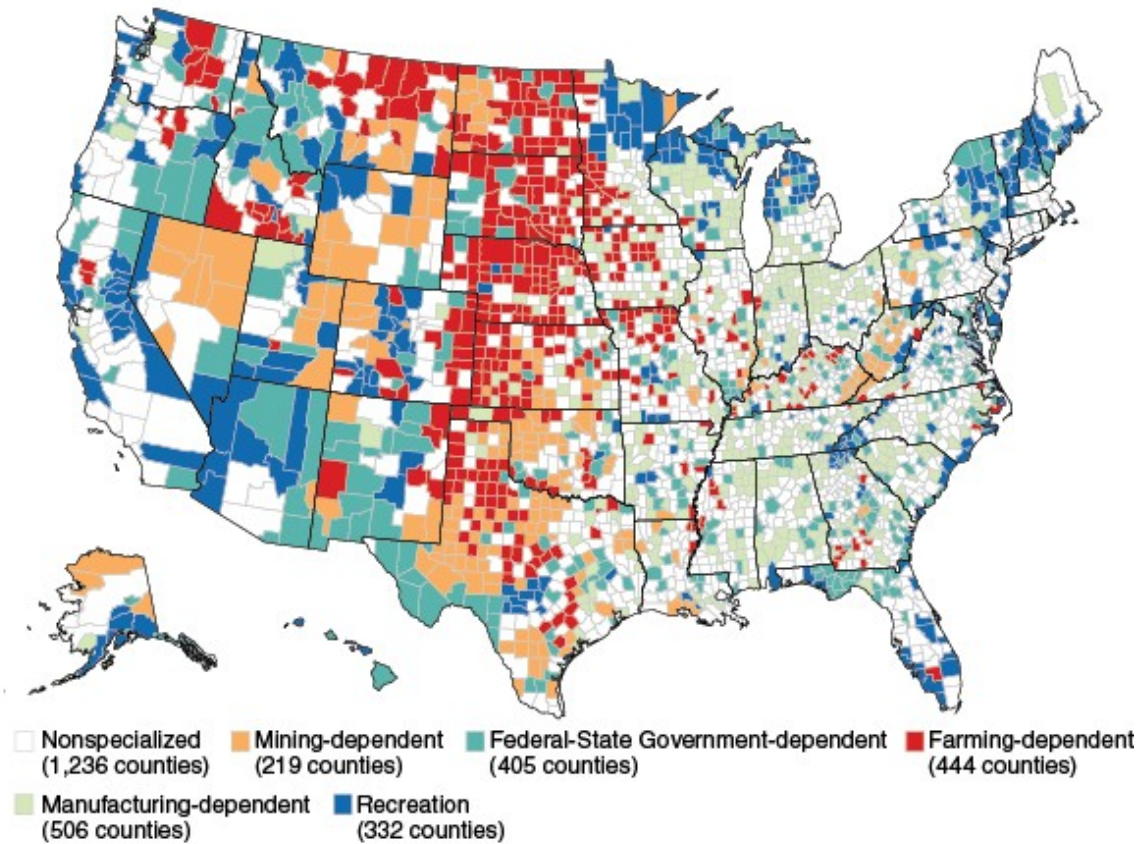 Nonspecialized
(1,236 counties)
Mining-dependent
(219 counties)
Federal-State Government-dependent
(405 counties)
Farming-dependent
(444 counties)
Manufacturing-dependent
(506 counties)
Recreation
(332 counties)